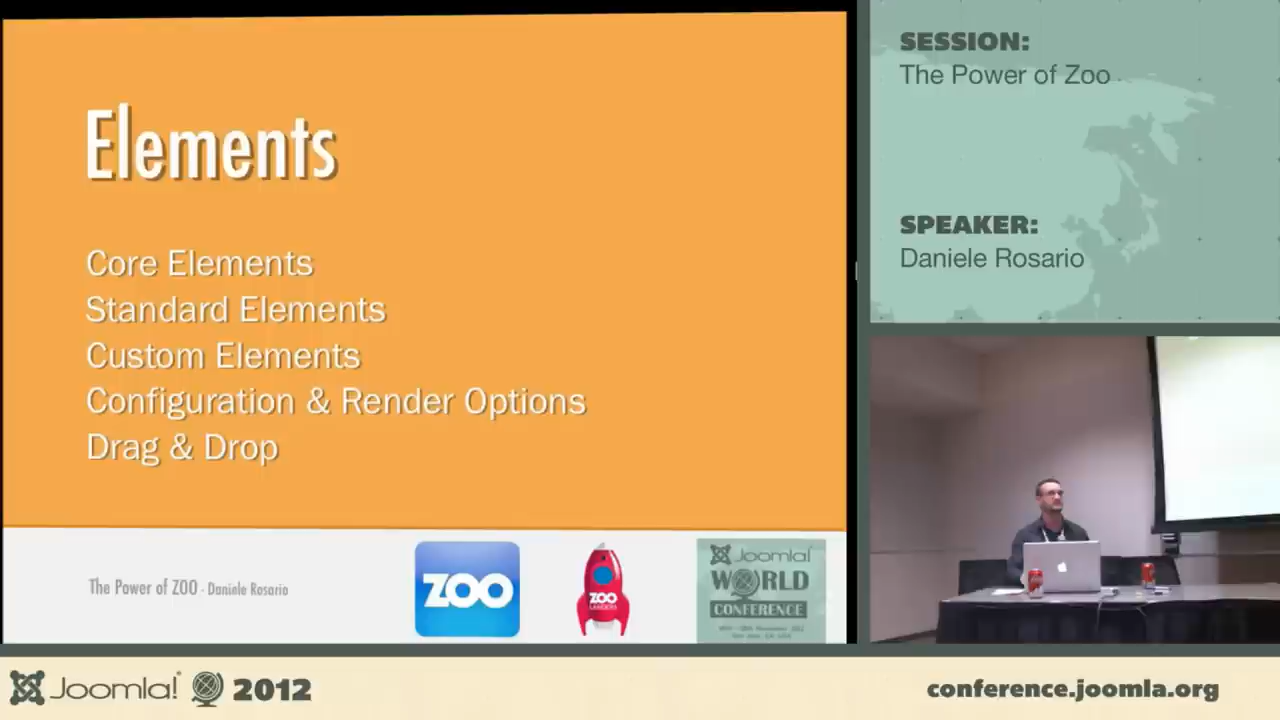 Elements
Core Elements
Standard Elements
Custom Elements
Configuration & Render Options
Drag & Drop
The Power of ZOO - Daniele Rosario
ZOO
ZOO
Joomla!
WORLD
CONFERENCE
SESSION:
The Power of Zoo
SPEAKER:
Daniele Rosario
Joomla! 2012
conference.joomla.org